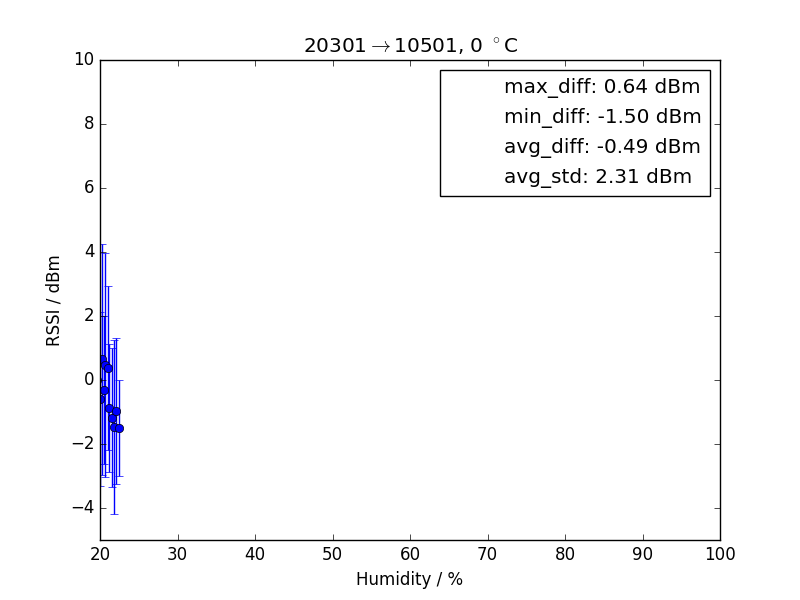 20301→10501, 0 °C
max_diff: 0.64 dBm
min_diff: -1.50 dBm
avg_diff: -0.49 dBm
avg_std: 2.31 dBm
10
8
6
4
2
0
−2
−4
RSSI / dBm
20 30 40 50 60 70 80 90 100
Humidity / %